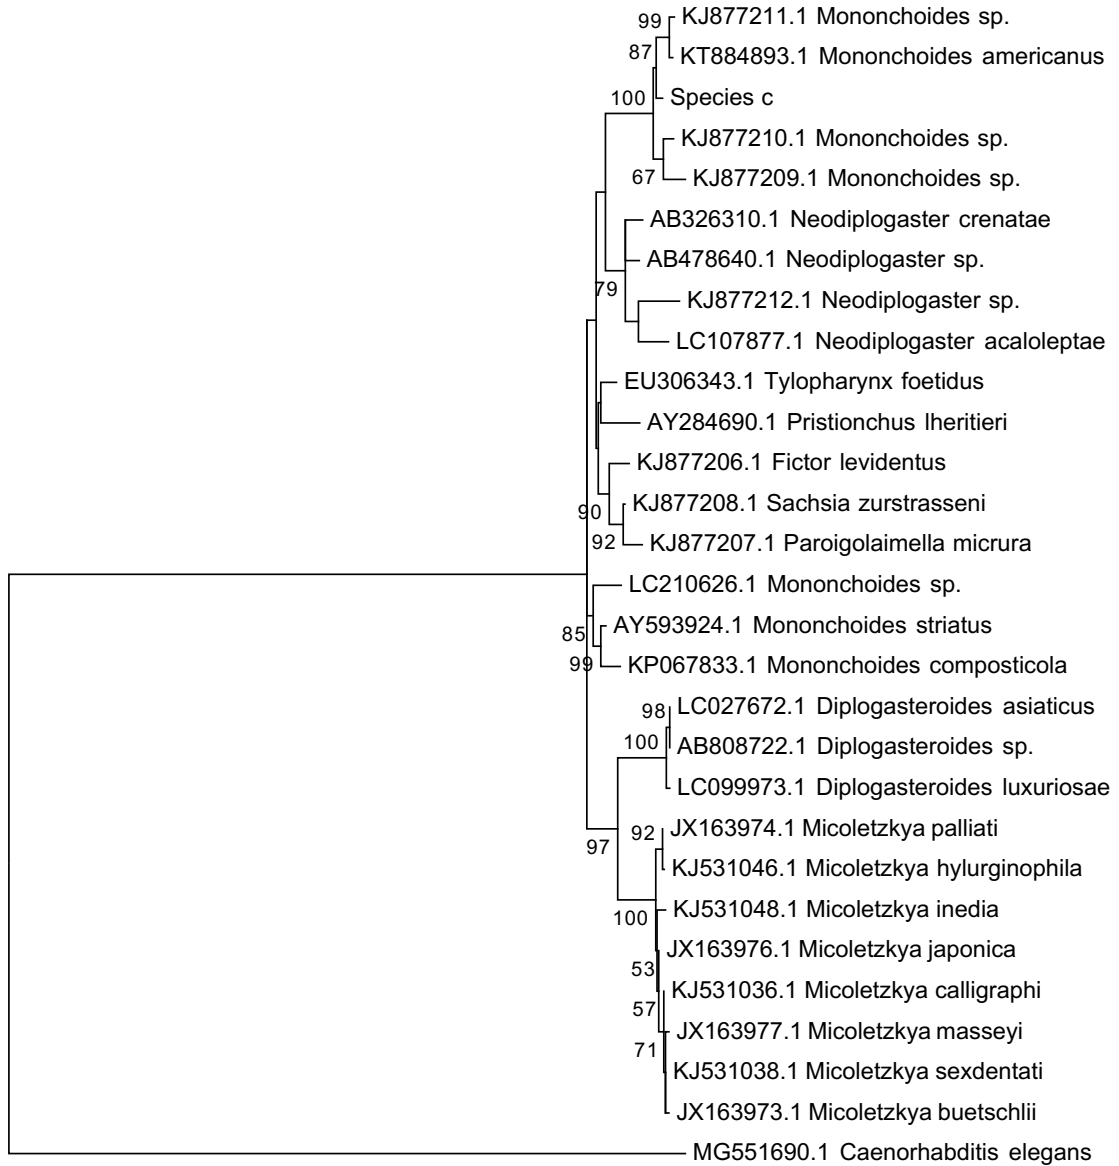 99 KJ877211.1 Mononchoides sp.
87 KT884893.1 Mononchoides americanus
100 Species c
KJ877210.1 Mononchoides sp.
67 KJ877209.1 Mononchoides sp.
AB326310.1 Neodiplogaster crenatae
AB478640.1 Neodiplogaster sp.
79 KJ877212.1 Neodiplogaster sp.
LC107877.1 Neodiplogaster acaloleptae
EU306343.1 Tylopharynx foetidus
AY284690.1 Pristionchus lheritieri
KJ877206.1 Fictor levidentus
90 KJ877208.1 Sachsia zurstrasseni
92 KJ877207.1 Paroigolaimella micrura
LC210626.1 Mononchoides sp.
85 AY593924.1 Mononchoides striatus
99 KP067833.1 Mononchoides composticola
98 LC027672.1 Diplogasteroides asiaticus
100 AB808722.1 Diplogasteroides sp.
LC099973.1 Diplogasteroides luxuriosae
92 JX163974.1 Micoletzkya palliati
97 KJ531046.1 Micoletzkya hylurginophila
100 KJ531048.1 Micoletzkya inedia
JX163976.1 Micoletzkya japonica
53 KJ531036.1 Micoletzkya calligraphi
57 JX163977.1 Micoletzkya masseyi
71 KJ531038.1 Micoletzkya sexdentati
JX163973.1 Micoletzkya buetschlii
MG551690.1 Caenorhabditis elegans